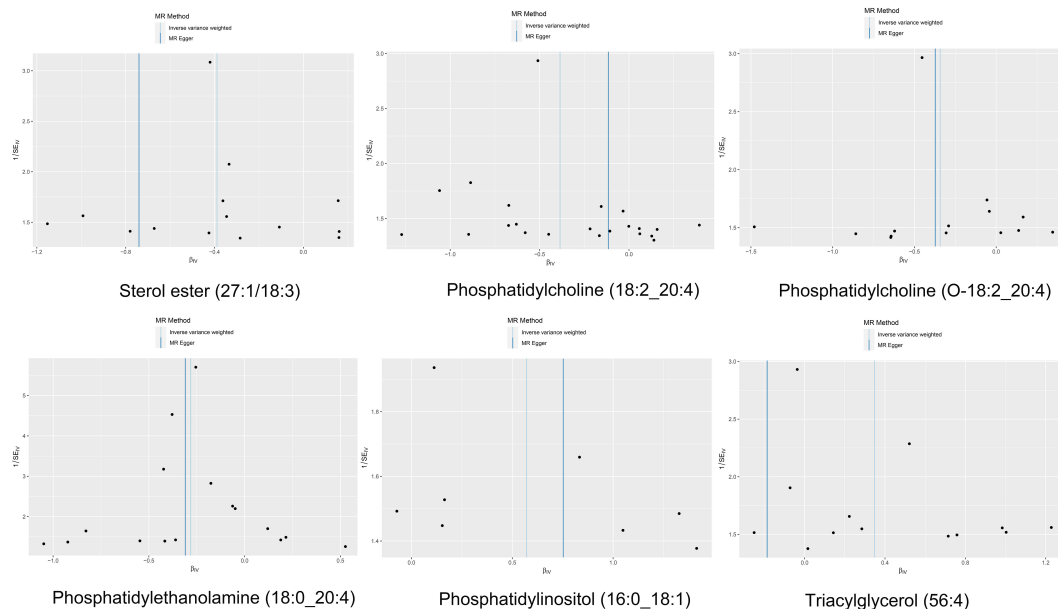 MR Method
Inverse variance weighted
MR Egger
3.0
2.5
2.0
1.5
1/SE_IV
−1.2
−0.8
−0.4
0.0
β_IV
Sterol ester (27:1/18:3)
MR Method
Inverse variance weighted
MR Egger
3.0
2.5
2.0
1.5
1/SE_IV
−1.0
−0.5
0.0
β_IV
Phosphatidylcholine (18:2_20:4)
MR Method
Inverse variance weighted
MR Egger
3.0
2.5
2.0
1.5
1/SE_IV
−1.5
−1.0
−0.5
0.0
β_IV
Phosphatidylcholine (O-18:2_20:4)
MR Method
Inverse variance weighted
MR Egger
5
4
3
2
1/SE_IV
−1.0
−0.5
0.0
0.5
β_IV
Phosphatidylethanolamine (18:0_20:4)
MR Method
Inverse variance weighted
MR Egger
1.8
1.6
1.4
1/SE_IV
0.0
0.5
1.0
1.5
β_IV
Phosphatidylinositol (16:0_18:1)
MR Method
Inverse variance weighted
MR Egger
3.0
2.5
2.0
1.5
1/SE_IV
0.0
0.4
0.8
1.2
β_IV
Triacylglycerol (56:4)